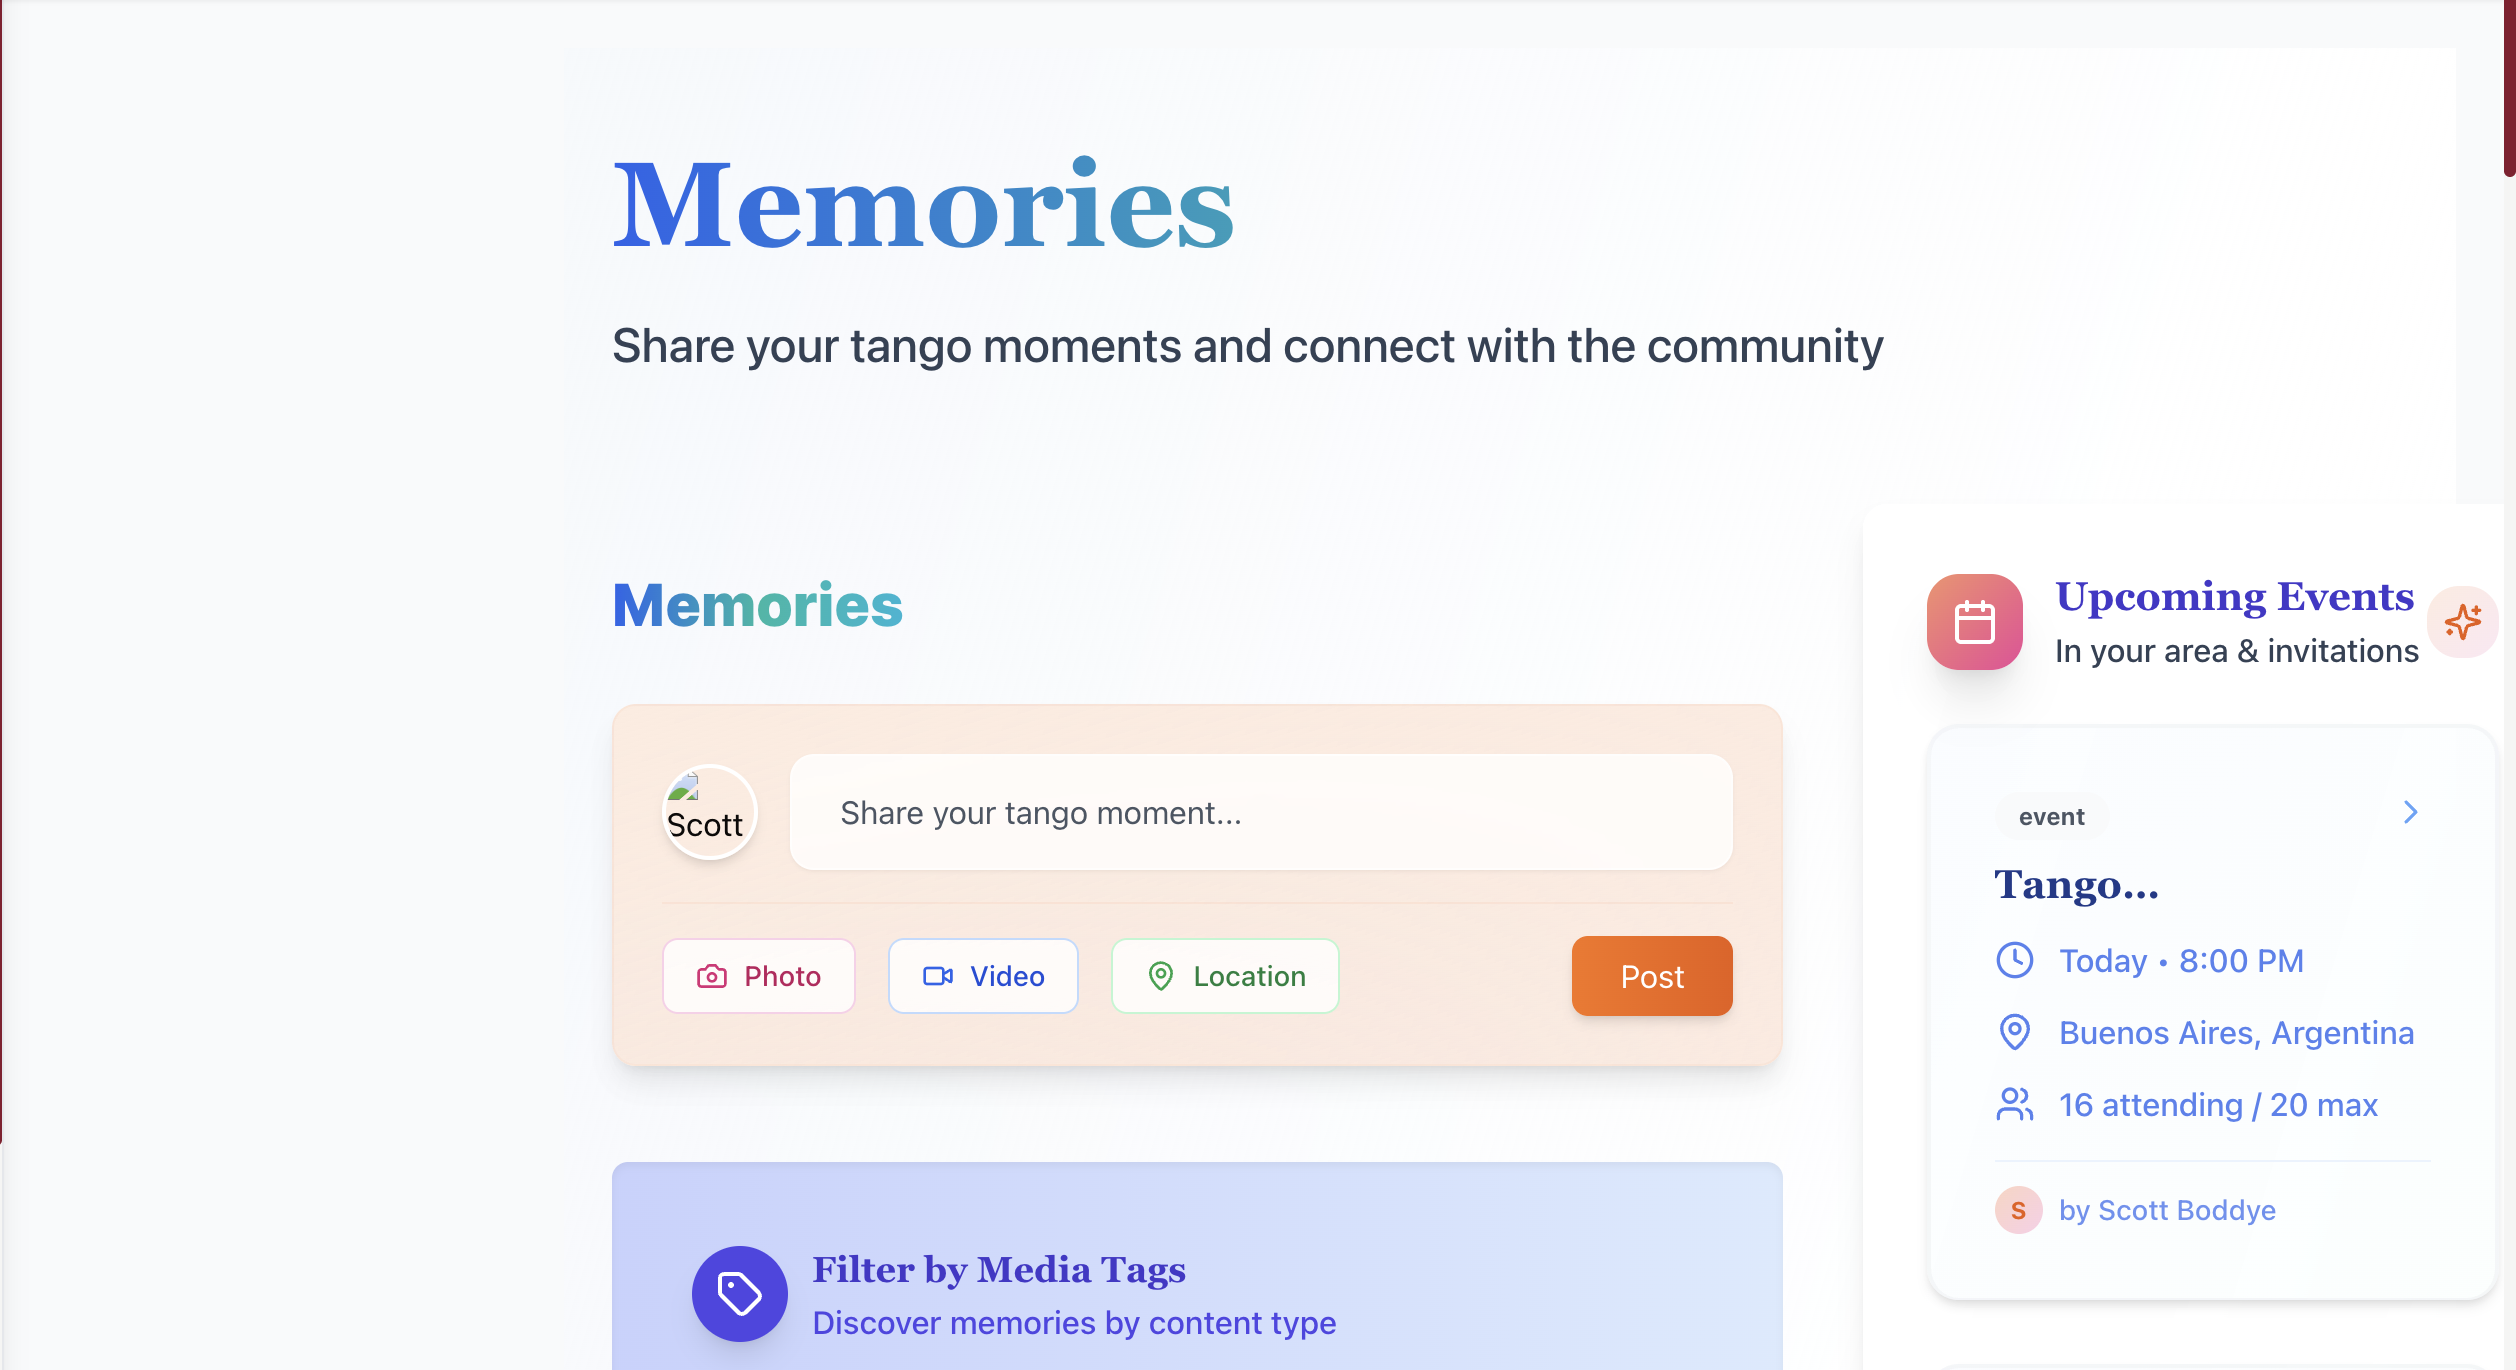 Memories
Share your tango moments and connect with the community
Memories
Scott
Share your tango moment...
Photo
Video
Location
Post
Filter by Media Tags
Discover memories by content type
Upcoming Events
In your area & invitations
event
Tango...
Today • 8:00 PM
Buenos Aires, Argentina
16 attending / 20 max
S
by Scott Boddye